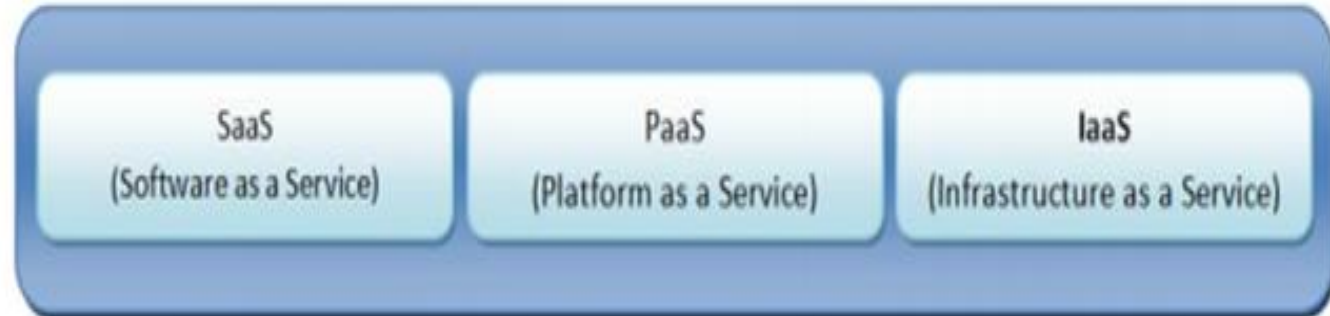 SaaS
(Software as a Service)
PaaS
(Platform as a Service)
IaaS
(Infrastructure as a Service)